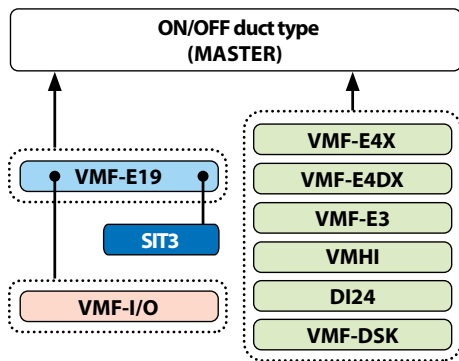 ON/OFF duct type
(MASTER)
VMF-E19
SIT3
VMF-I/O
VMF-E4X
VMF-E4DX
VMF-E3
VMHI
DI24
VMF-DSK